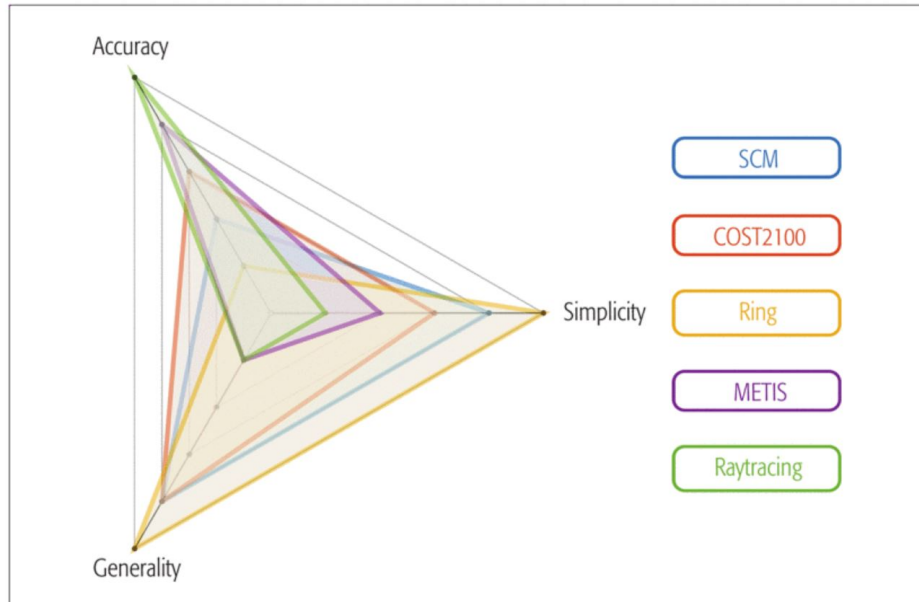 Accuracy
SCM
COST2100
Ring
Simplicity
METIS
Raytracing
Generality